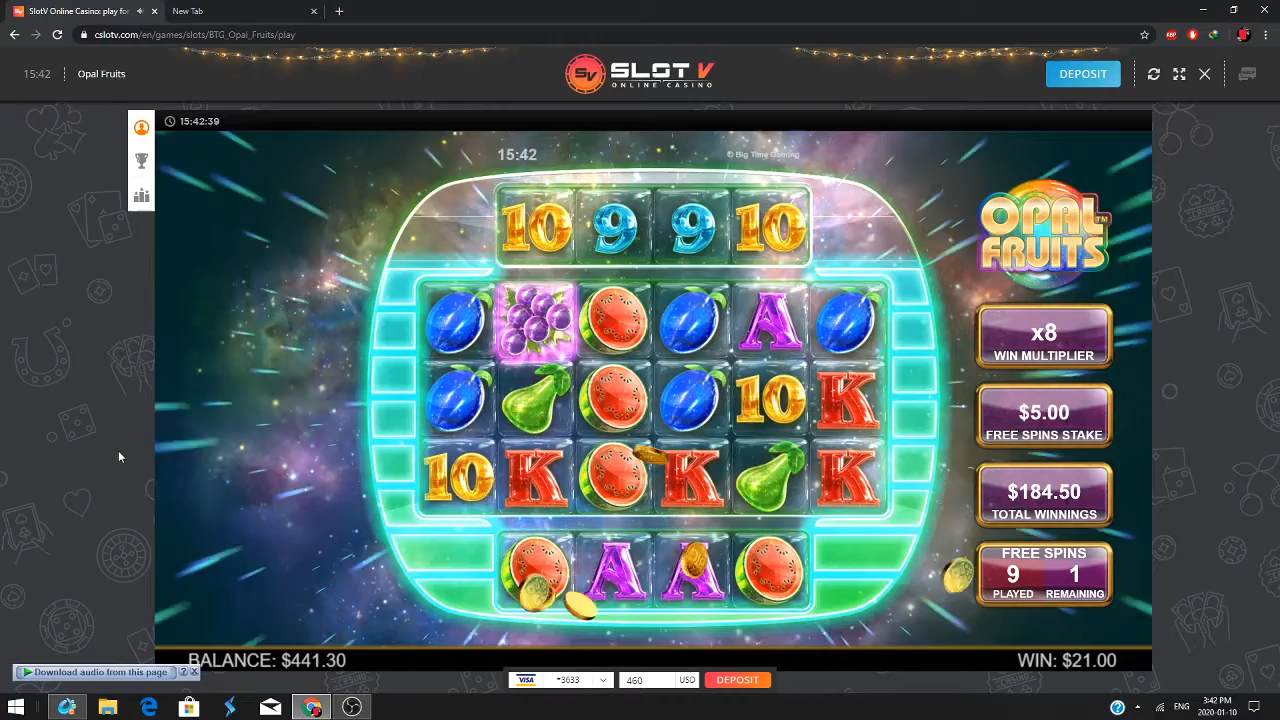 SlotV Online Casino: play for
New Tab
cslotv.com/en/games/slots/BTG_Opal_Fruits/play
ABP
15:42
Opal Fruits
SV
SLOT V
ONLINE CASINO
DEPOSIT
15:42:39
15:42
© Big Time Gaming
OPAL
FRUITS
TM
10 9 9 10
A
10 K
10 K K K
A A
x8
WIN MULTIPLIER
$5.00
FREE SPINS STAKE
$184.50
TOTAL WINNINGS
FREE SPINS
9 1
PLAYED REMAINING
BALANCE: $441.30
WIN: $21.00
Download audio from this page
? X
VISA *3633 460 USD DEPOSIT
ENG
3:42 PM
2020-01-10